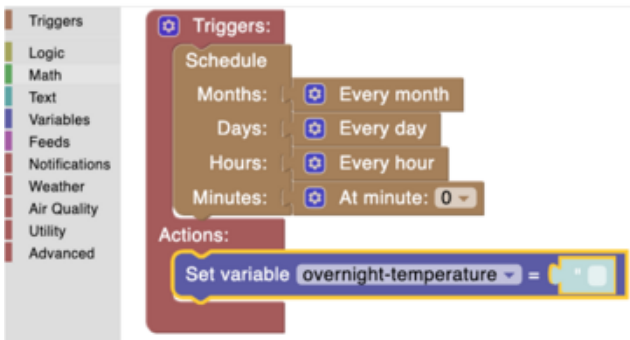 Triggers
Logic
Math
Text
Variables
Feeds
Notifications
Weather
Air Quality
Utility
Advanced
Triggers:
Schedule
Months: Every month
Days: Every day
Hours: Every hour
Minutes: At minute: 0
Actions:
Set variable overnight-temperature = "